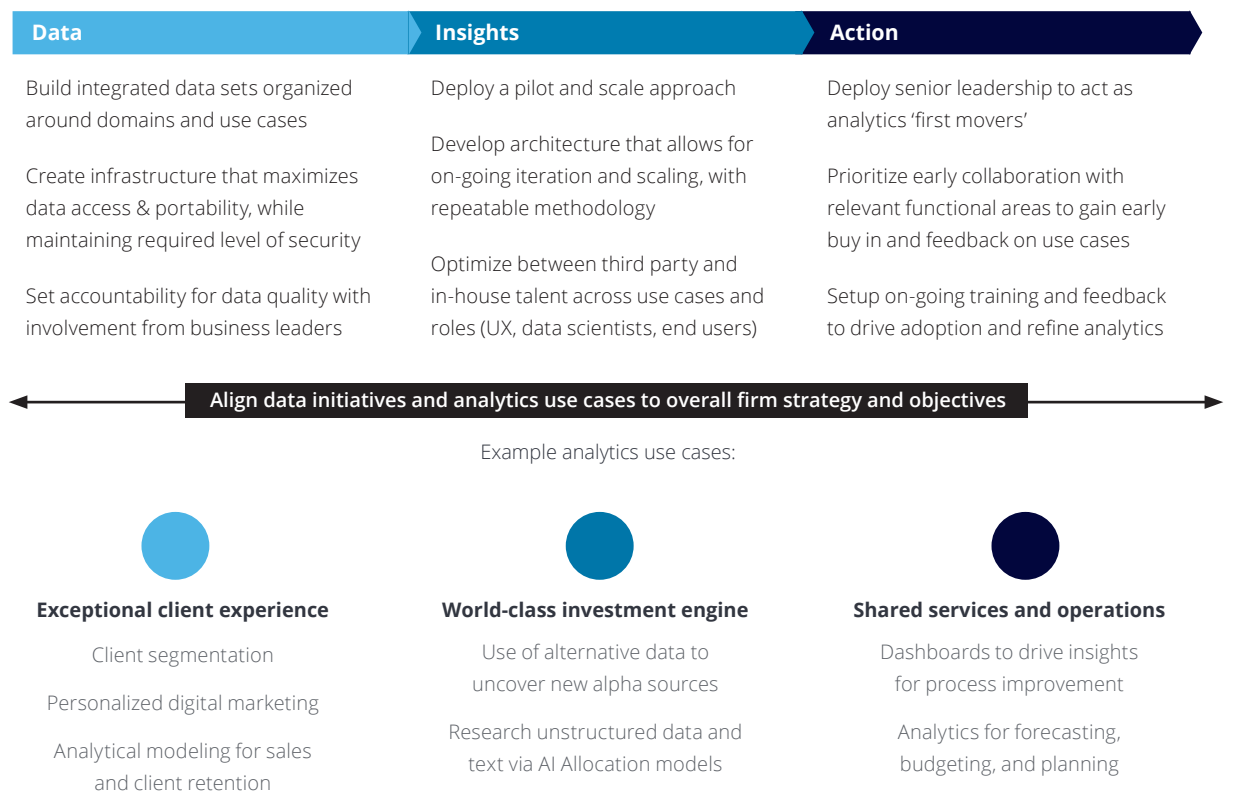 Data
Build integrated data sets organized
around domains and use cases
Create infrastructure that maximizes
data access & portability, while
maintaining required level of security
Set accountability for data quality with
involvement from business leaders
Insights
Deploy a pilot and scale approach
Develop architecture that allows for
on-going iteration and scaling, with
repeatable methodology
Optimize between third party and
in-house talent across use cases and
roles (UX, data scientists, end users)
Action
Deploy senior leadership to act as
analytics ‘first movers’
Prioritize early collaboration with
relevant functional areas to gain early
buy in and feedback on use cases
Setup on-going training and feedback
to drive adoption and refine analytics
Align data initiatives and analytics use cases to overall firm strategy and objectives
Example analytics use cases:
Exceptional client experience
Client segmentation
Personalized digital marketing
Analytical modeling for sales
and client retention
World-class investment engine
Use of alternative data to
uncover new alpha sources
Research unstructured data and
text via AI Allocation models
Shared services and operations
Dashboards to drive insights
for process improvement
Analytics for forecasting,
budgeting, and planning